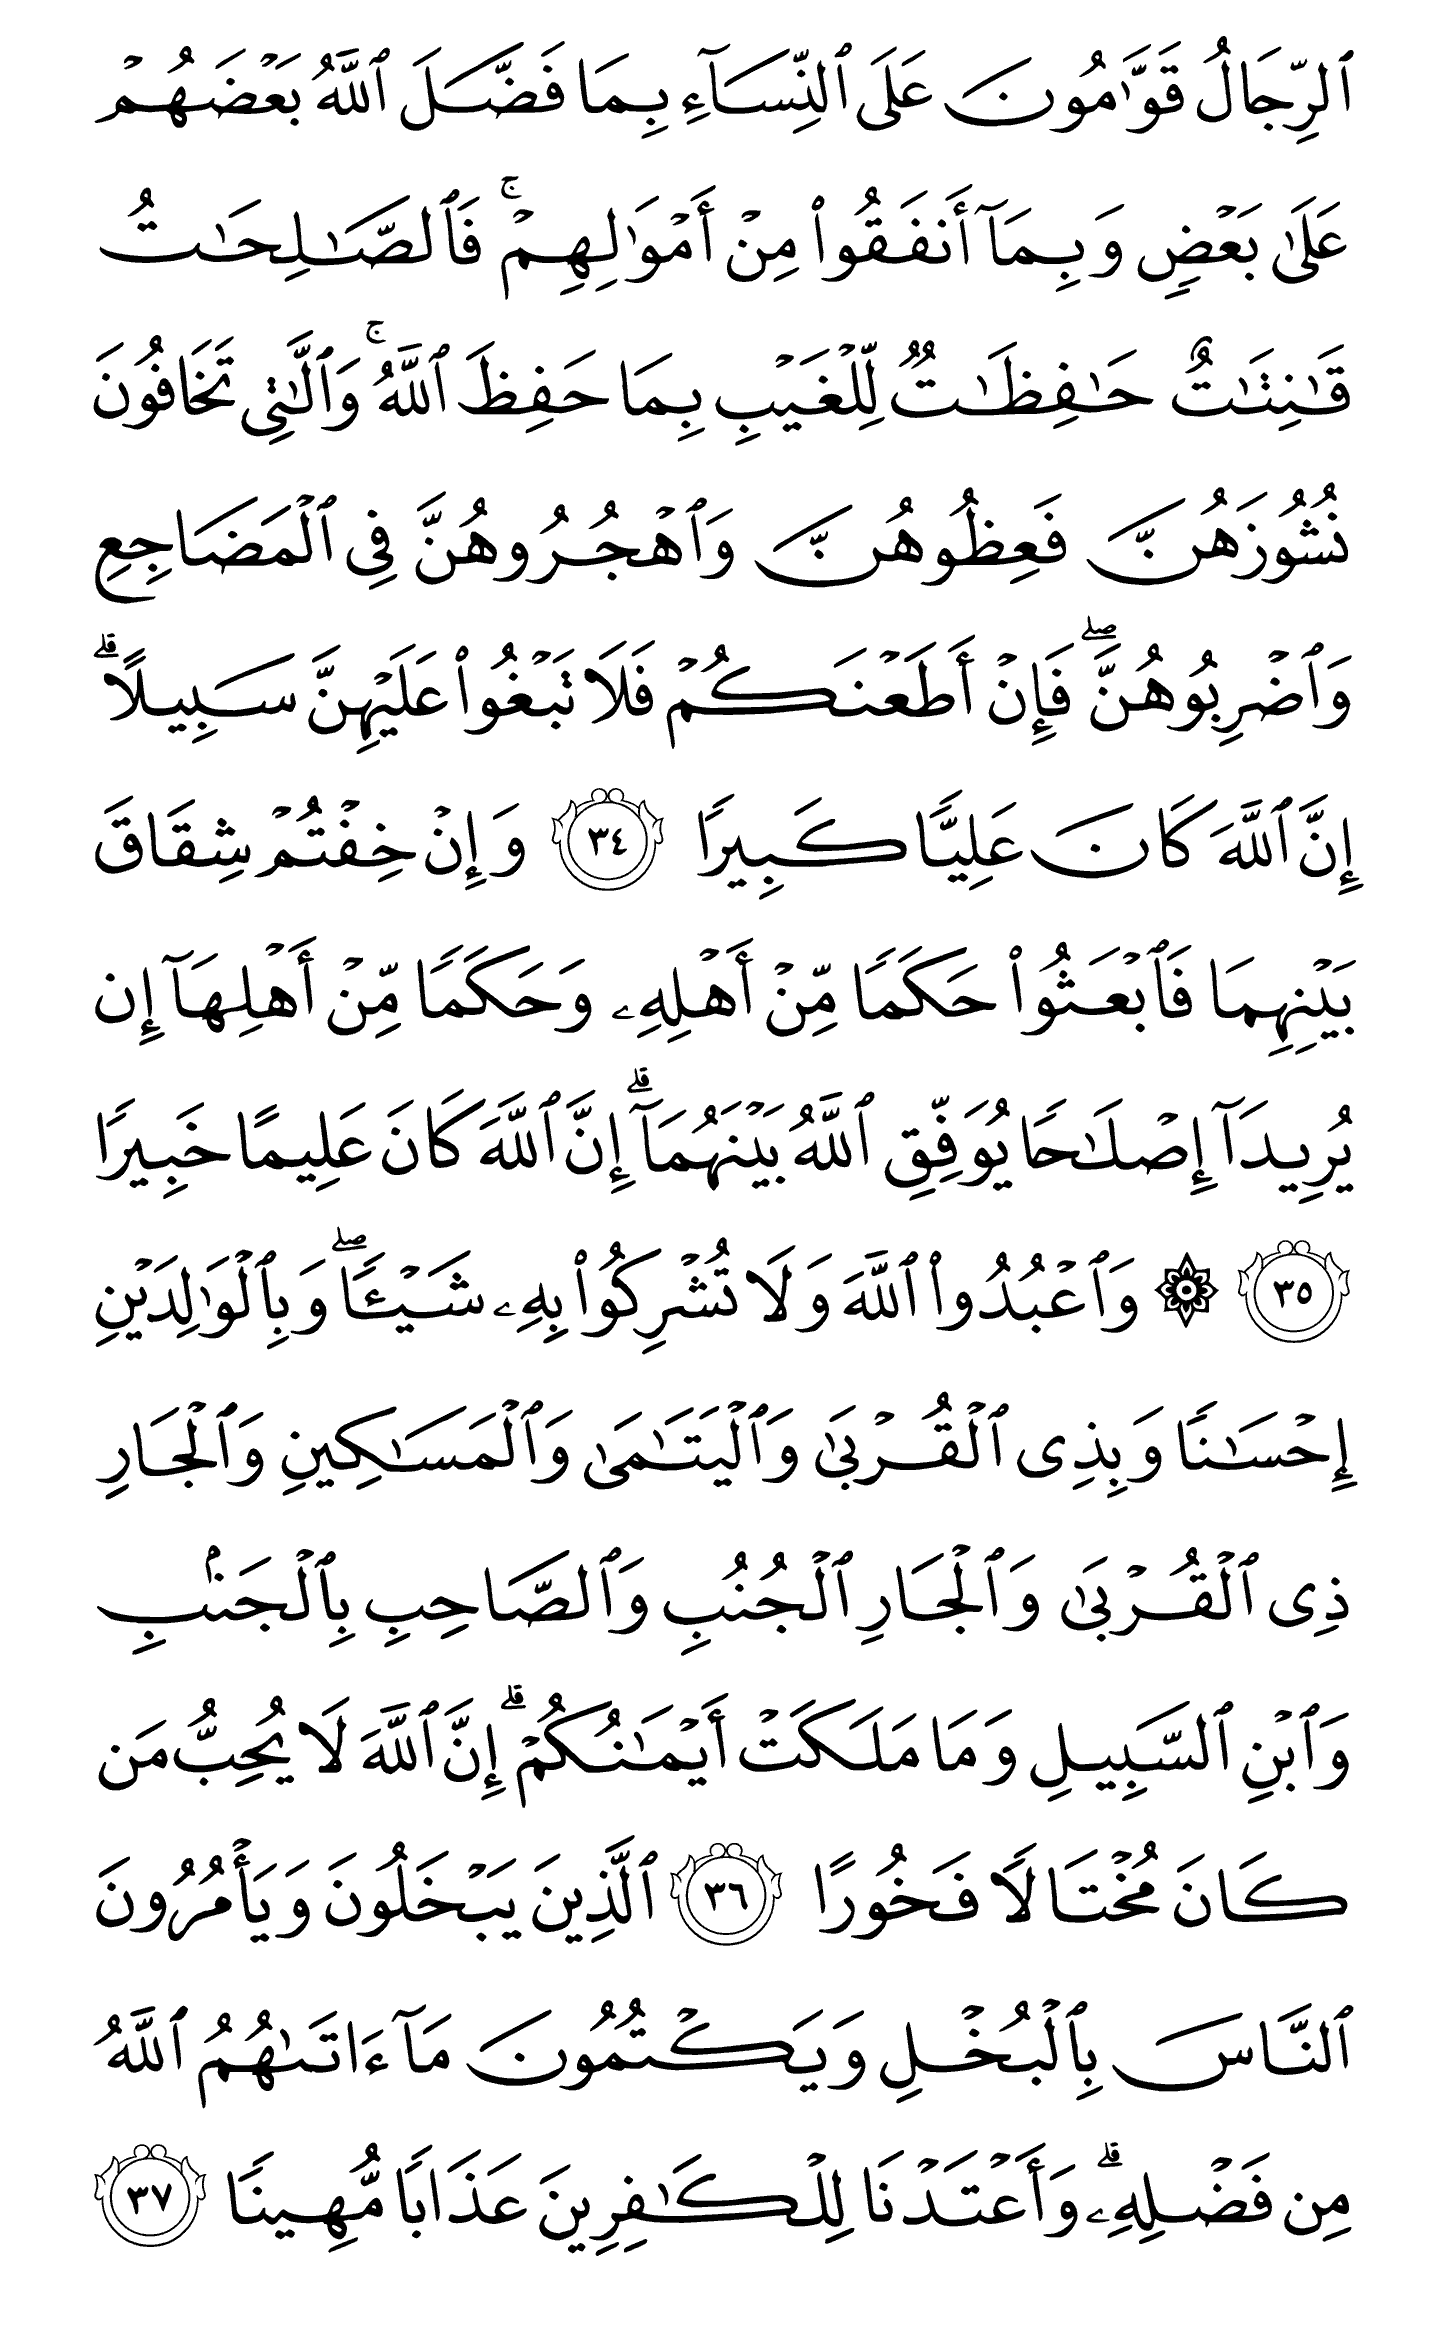 ٱلرِّجَالُ قَوَّٰمُونَ عَلَى ٱلنِّسَآءِ بِمَا فَضَّلَ ٱللَّهُ بَعْضَهُمْ
عَلَىٰ بَعْضٍ وَبِمَآ أَنفَقُوا۟ مِنْ أَمْوَٰلِهِمْ ۚ فَٱلصَّٰلِحَٰتُ
قَٰنِتَٰتٌ حَٰفِظَٰتٌ لِّلْغَيْبِ بِمَا حَفِظَ ٱللَّهُ ۚ وَٱلَّٰتِى تَخَافُونَ
نُشُوزَهُنَّ فَعِظُوهُنَّ وَٱهْجُرُوهُنَّ فِى ٱلْمَضَاجِعِ
وَٱضْرِبُوهُنَّ ۖ فَإِنْ أَطَعْنَكُمْ فَلَا تَبْغُوا۟ عَلَيْهِنَّ سَبِيلًا ۗ
إِنَّ ٱللَّهَ كَانَ عَلِيًّا كَبِيرًا ٣٤ وَإِنْ خِفْتُمْ شِقَاقَ
بَيْنِهِمَا فَٱبْعَثُوا۟ حَكَمًا مِّنْ أَهْلِهِۦ وَحَكَمًا مِّنْ أَهْلِهَآ إِن
يُرِيدَآ إِصْلَٰحًا يُوَفِّقِ ٱللَّهُ بَيْنَهُمَآ ۗ إِنَّ ٱللَّهَ كَانَ عَلِيمًا خَبِيرًا
٣٥ ۞ وَٱعْبُدُوا۟ ٱللَّهَ وَلَا تُشْرِكُوا۟ بِهِۦ شَيْـًٔا ۖ وَبِٱلْوَٰلِدَيْنِ
إِحْسَٰنًا وَبِذِى ٱلْقُرْبَىٰ وَٱلْيَتَٰمَىٰ وَٱلْمَسَٰكِينِ وَٱلْجَارِ
ذِى ٱلْقُرْبَىٰ وَٱلْجَارِ ٱلْجُنُبِ وَٱلصَّاحِبِ بِٱلْجَنۢبِ
وَٱبْنِ ٱلسَّبِيلِ وَمَا مَلَكَتْ أَيْمَٰنُكُمْ ۗ إِنَّ ٱللَّهَ لَا يُحِبُّ مَن
كَانَ مُخْتَالًا فَخُورًا ٣٦ ٱلَّذِينَ يَبْخَلُونَ وَيَأْمُرُونَ
ٱلنَّاسَ بِٱلْبُخْلِ وَيَكْتُمُونَ مَآ ءَاتَىٰهُمُ ٱللَّهُ
مِن فَضْلِهِۦ ۗ وَأَعْتَدْنَا لِلْكَٰفِرِينَ عَذَابًا مُّهِينًا ٣٧